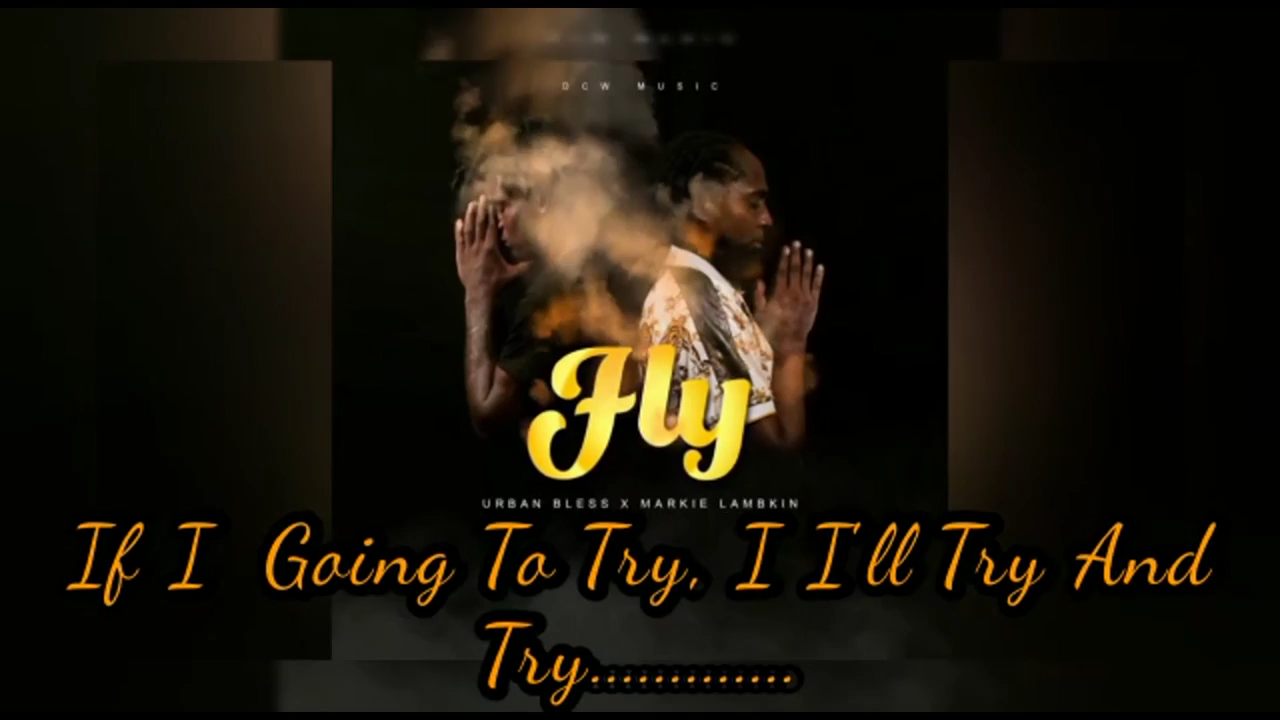 DCW MUSIC
Fly
URBAN BLESS X MARKIE LAMBKIN
If I Going To Try, I I'll Try And
Try.............